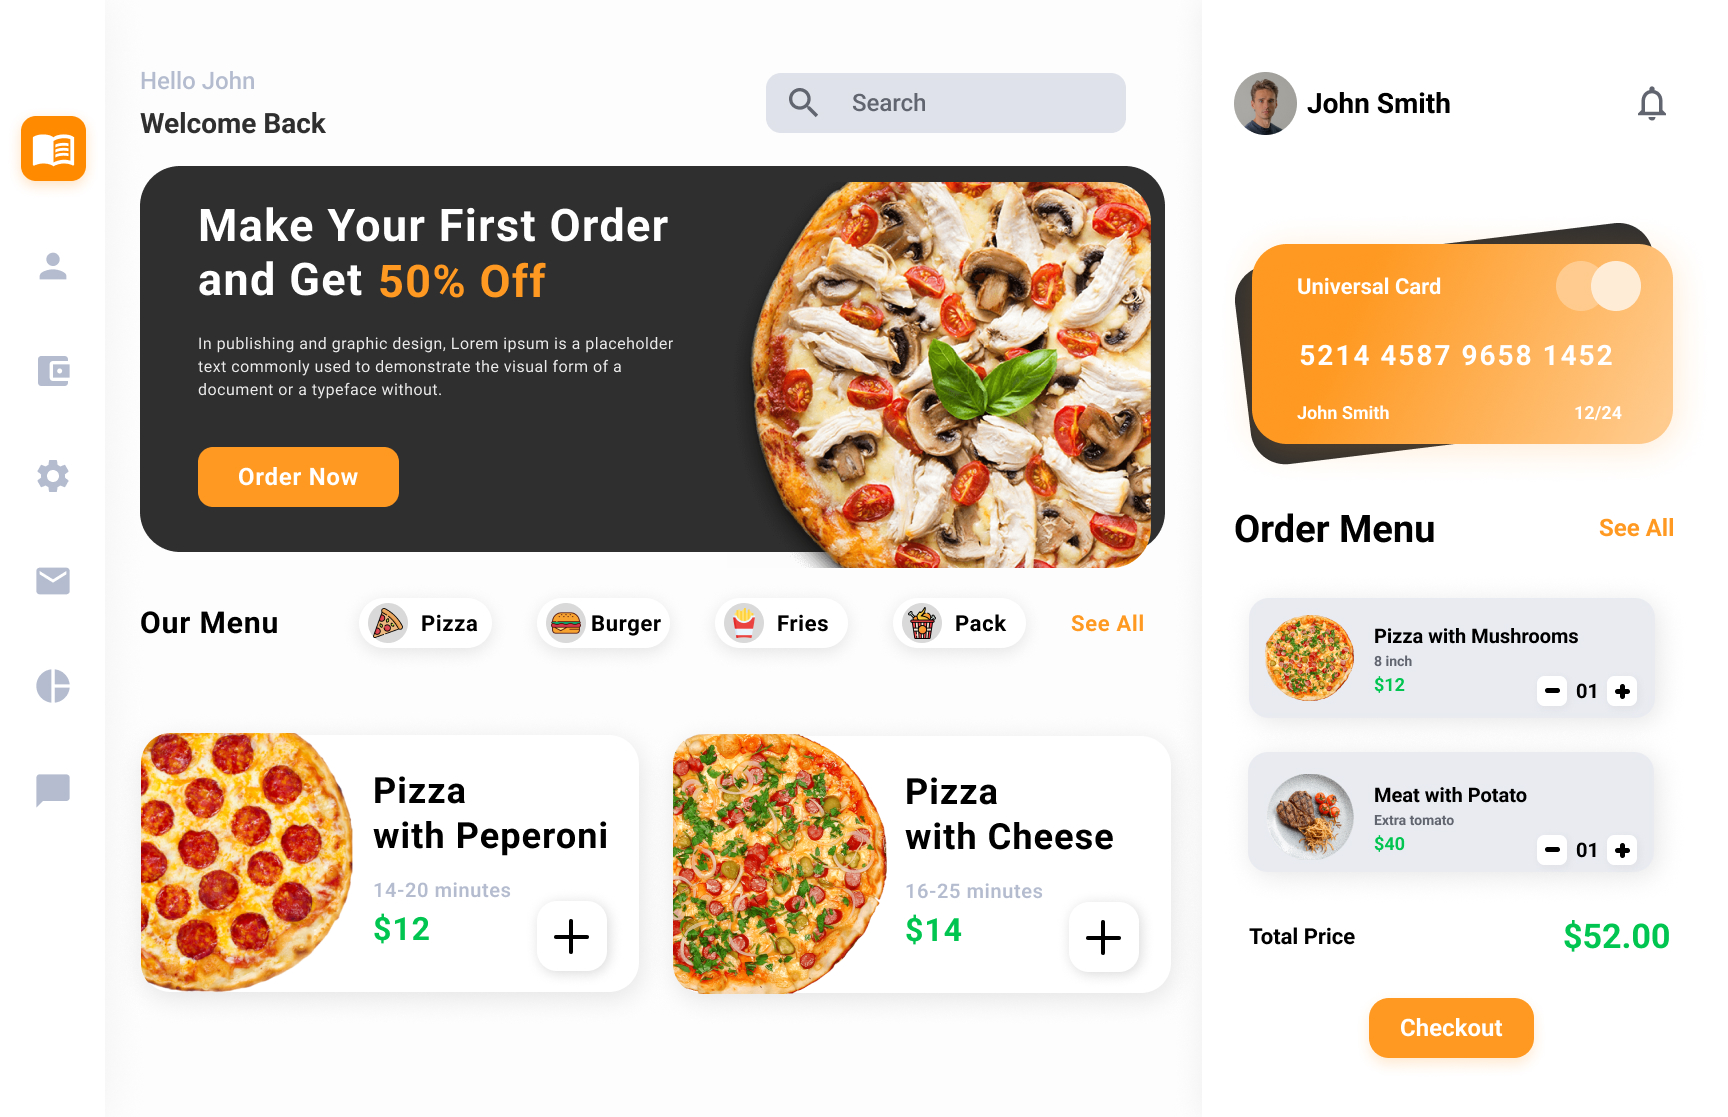 Hello John
Welcome Back
Search
Make Your First Order
and Get 50% Off
In publishing and graphic design, Lorem ipsum is a placeholder
text commonly used to demonstrate the visual form of a
document or a typeface without.
Order Now
Our Menu
Pizza
Burger
Fries
Pack
See All
Pizza
with Peperoni
14-20 minutes
$12
Pizza
with Cheese
16-25 minutes
$14
John Smith
Universal Card
5214 4587 9658 1452
John Smith
12/24
Order Menu
See All
Pizza with Mushrooms
8 inch
$12
01
Meat with Potato
Extra tomato
$40
01
Total Price
$52.00
Checkout